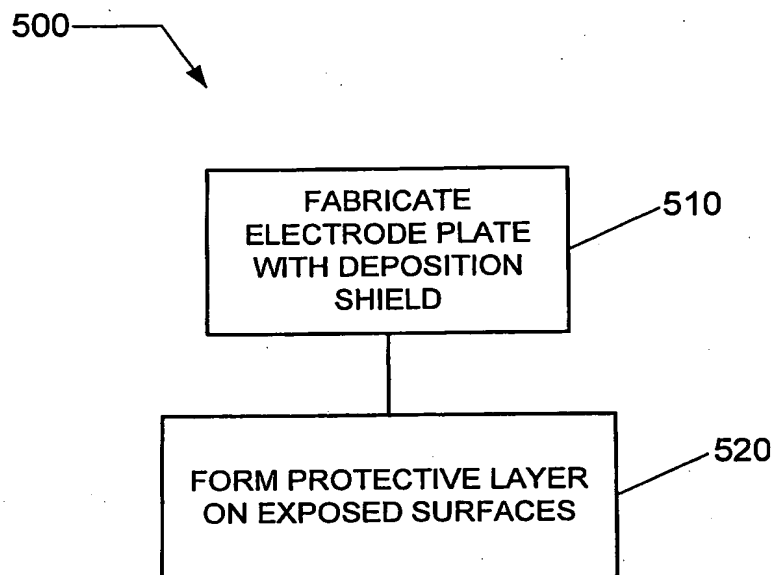 500
FABRICATE
ELECTRODE PLATE
WITH DEPOSITION
SHIELD
510
FORM PROTECTIVE LAYER
ON EXPOSED SURFACES
520